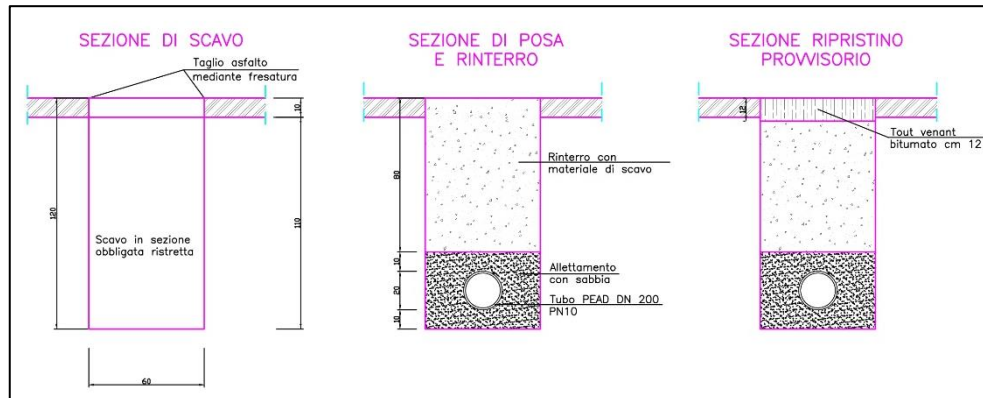 SEZIONE DI SCAVO
Taglio asfalto
mediante fresatura
10
120
110
Scavo in sezione
obbligata ristretta
60
SEZIONE DI POSA
E RINTERRO
80
Rinterro con
materiale di scavo
10
20
10
Allettamento
con sabbia
Tubo PEAD DN 200
PN10
SEZIONE RIPRISTINO
PROVVISORIO
12
Tout venant
bitumato cm 12